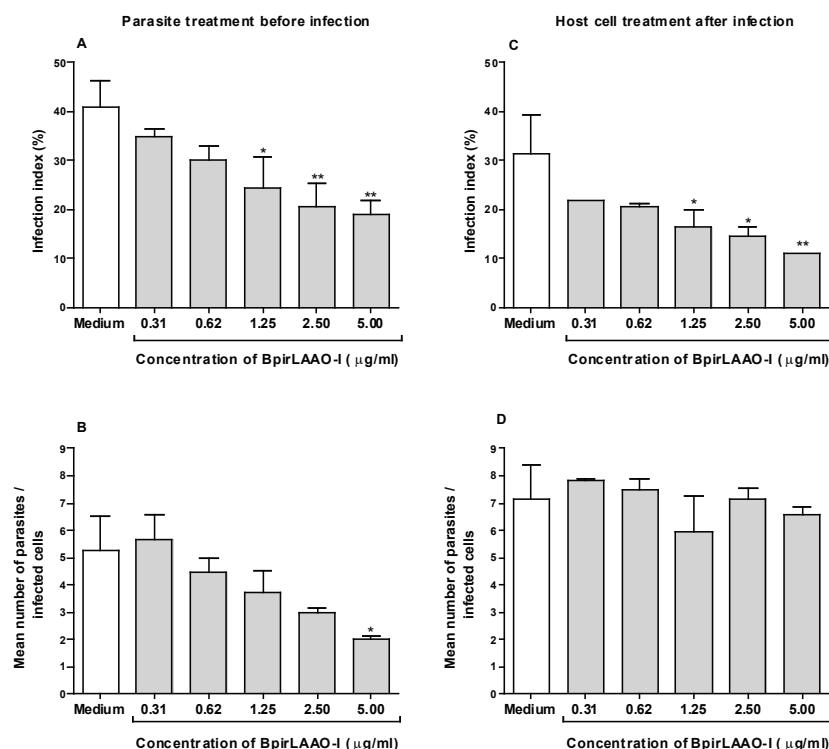 Parasite treatment before infection
A
Infection index (%)
50
40
30
20
10
0
*
**
**
Medium 0.31 0.62 1.25 2.50 5.00
Concentration of BpirLAAO-I ( μg/ml)
Host cell treatment after infection
C
Infection index (%)
50
40
30
20
10
0
*
*
**
Medium 0.31 0.62 1.25 2.50 5.00
Concentration of BpirLAAO-I ( μg/ml)
B
Mean number of parasites /
infected cells
9
8
7
6
5
4
3
2
1
0
*
Medium 0.31 0.62 1.25 2.50 5.00
Concentration of BpirLAAO-I ( μg/ml)
D
Mean number of parasites /
infected cells
9
8
7
6
5
4
3
2
1
0
Medium 0.31 0.62 1.25 2.50 5.00
Concentration of BpirLAAO-I ( μg/ml)